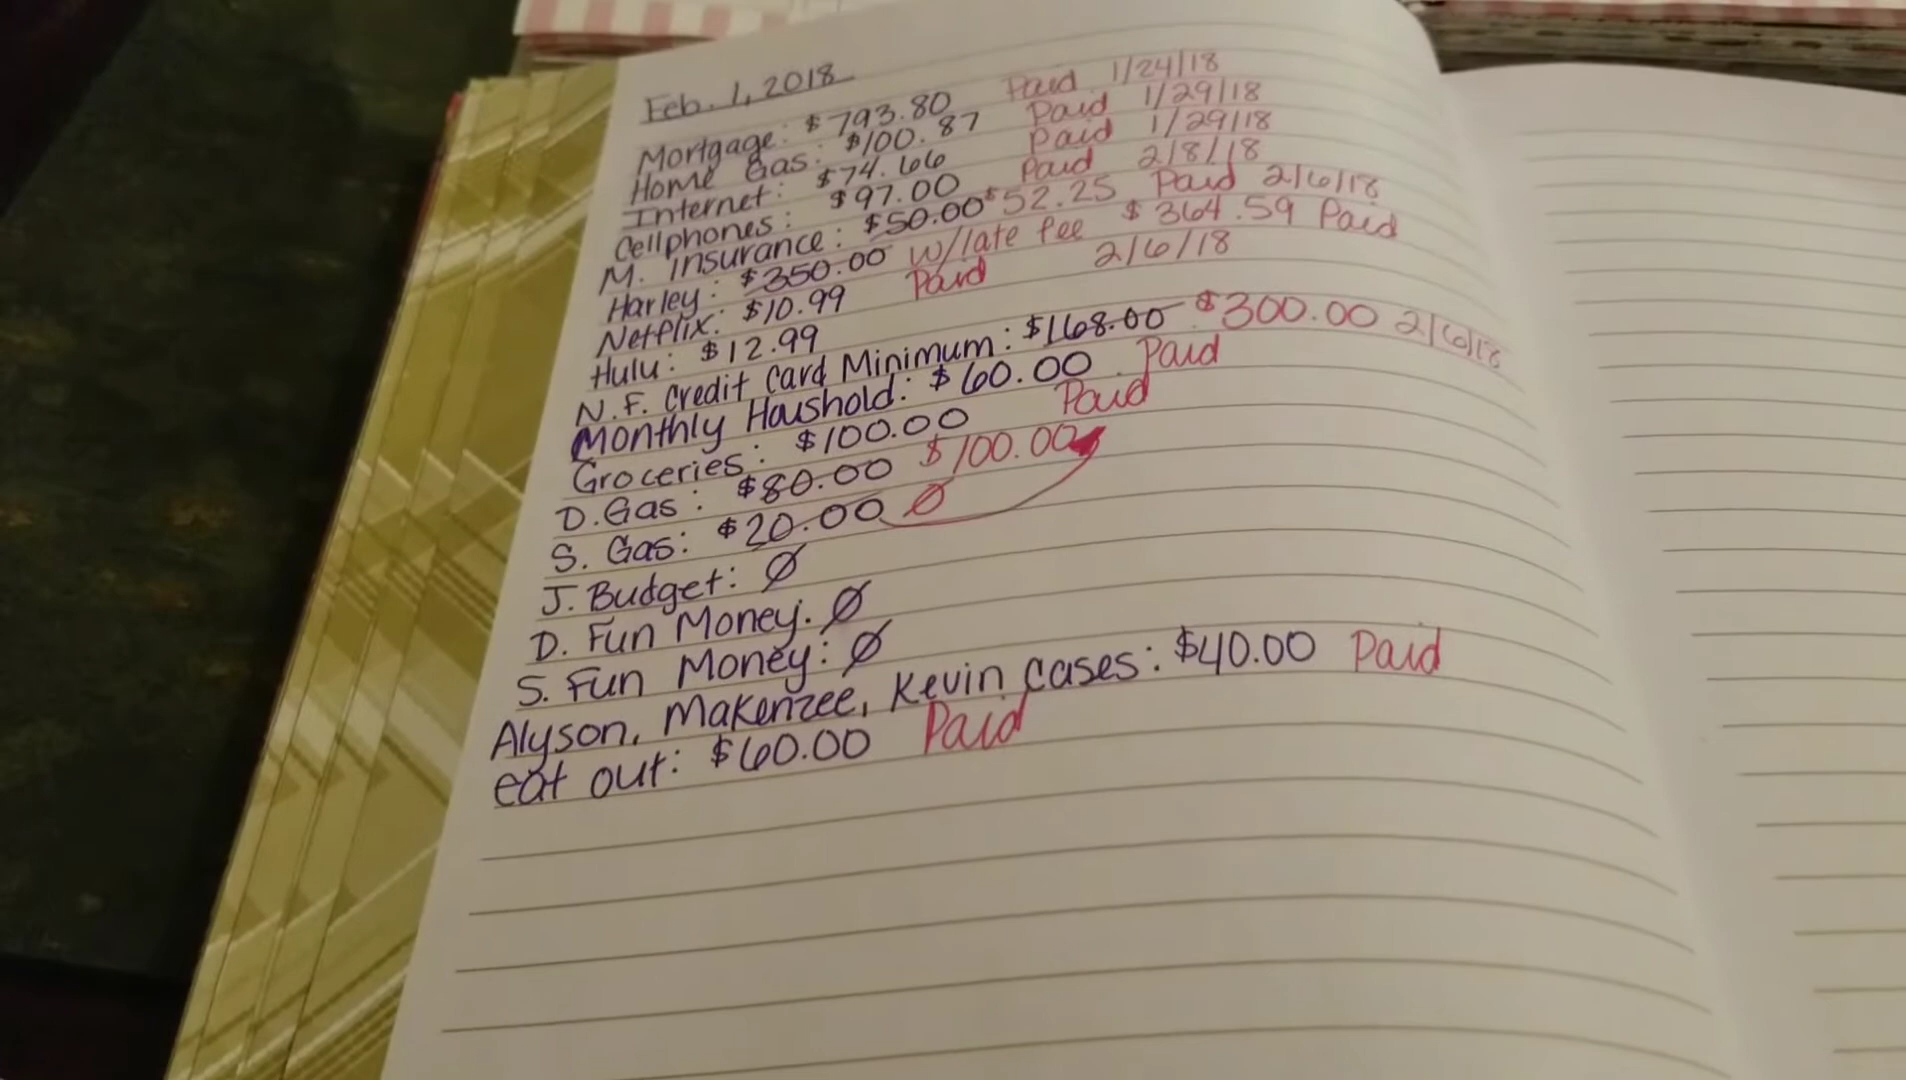 Feb. 1, 2018
Mortgage: $793.80 Paid 1/24/18
Home Gas: $100.87 Paid 1/29/18
Internet: $74.66 Paid 1/29/18
Cellphones: $97.00 Paid 2/8/18
M. Insurance: $50.00 $52.25 Paid 2/6/18
Harley: $350.00 w/late fee $364.59 Paid
Netflix: $10.99 Paid 2/6/18
Hulu: $12.99
N.F. Credit Card Minimum: $168.00 $300.00 2/6/18
Monthly Houshold: $60.00 Paid
Groceries: $100.00 Paid
D. Gas: $80.00 $100.00
S. Gas: $20.00 Ø
J. Budget: Ø
D. Fun Money: Ø
S. Fun Money: Ø
Alyson, Makenzee, Kevin cases: $40.00 Paid
eat out: $60.00 Paid